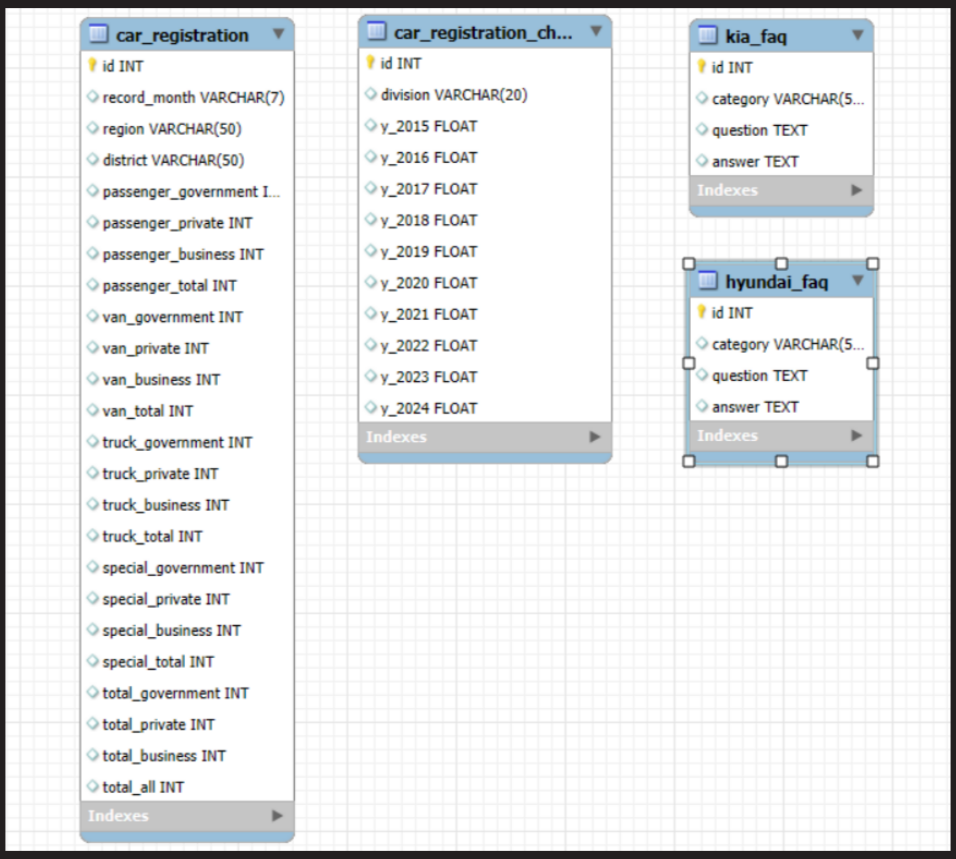 car_registration
id INT
record_month VARCHAR(7)
region VARCHAR(50)
district VARCHAR(50)
passenger_government I...
passenger_private INT
passenger_business INT
passenger_total INT
van_government INT
van_private INT
van_business INT
van_total INT
truck_government INT
truck_private INT
truck_business INT
truck_total INT
special_government INT
special_private INT
special_business INT
special_total INT
total_government INT
total_private INT
total_business INT
total_all INT
Indexes
car_registration_ch...
id INT
division VARCHAR(20)
y_2015 FLOAT
y_2016 FLOAT
y_2017 FLOAT
y_2018 FLOAT
y_2019 FLOAT
y_2020 FLOAT
y_2021 FLOAT
y_2022 FLOAT
y_2023 FLOAT
y_2024 FLOAT
Indexes
kia_faq
id INT
category VARCHAR(5...
question TEXT
answer TEXT
Indexes
hyundai_faq
id INT
category VARCHAR(5...
question TEXT
answer TEXT
Indexes